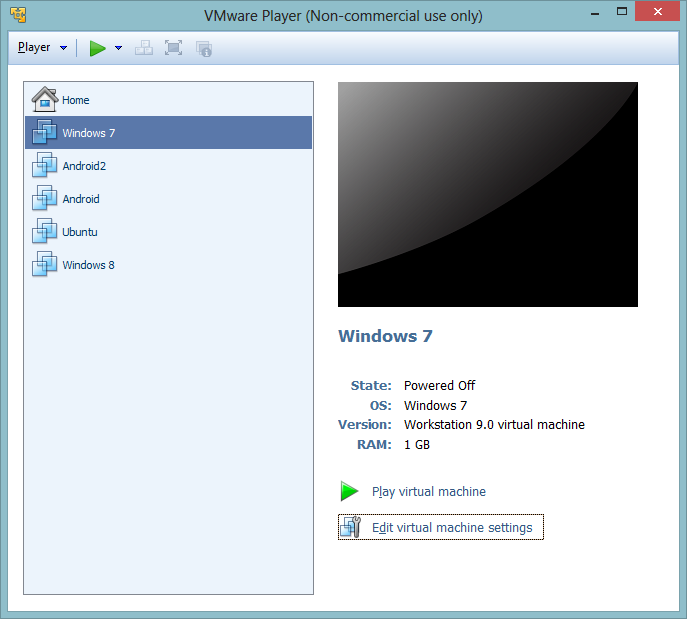 VMware Player (Non-commercial use only)
Player
Home
Windows 7
Android2
Android
Ubuntu
Windows 8
Windows 7
State: Powered Off
OS: Windows 7
Version: Workstation 9.0 virtual machine
RAM: 1 GB
Play virtual machine
Edit virtual machine settings